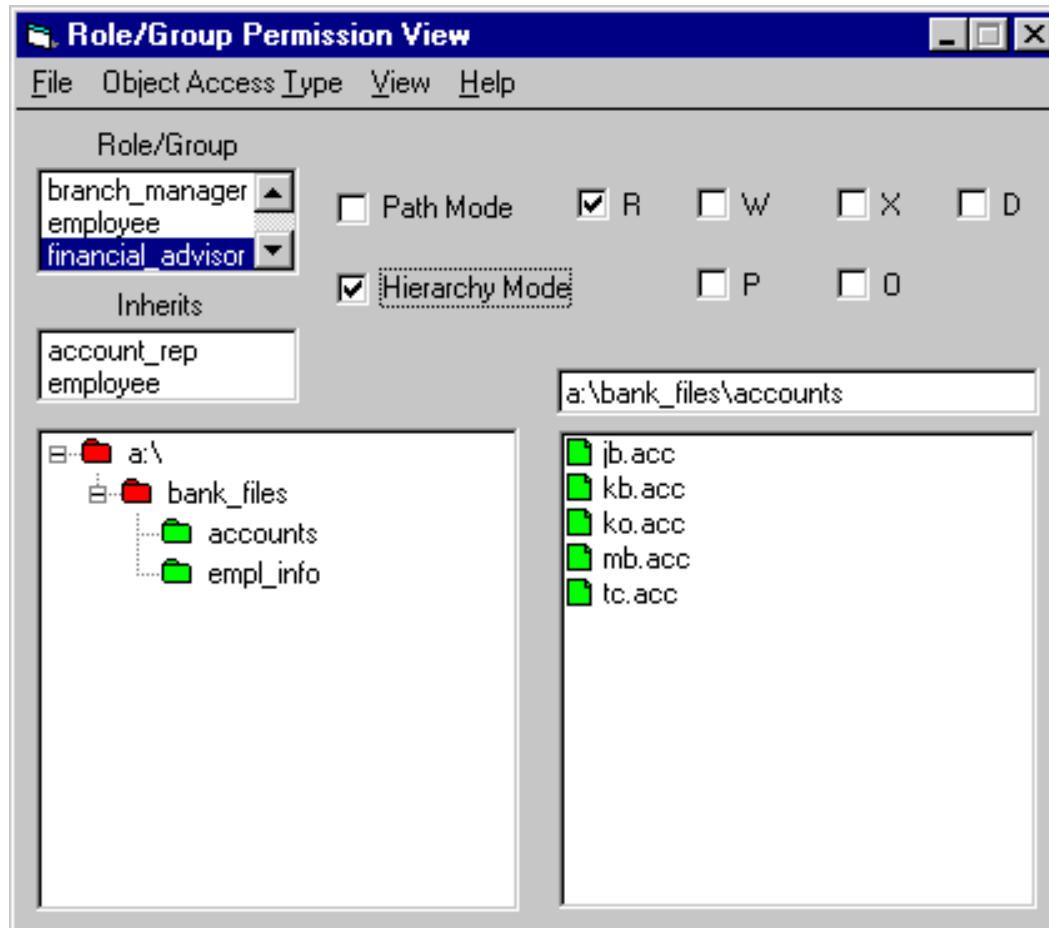 Role/Group Permission View
File Object Access Type View Help
Role/Group
branch_manager
employee
financial_advisor
Path Mode R W X D
Hierarchy Mode P O
Inherits
account_rep
employee
a:\bank_files\accounts
a:\
bank_files
accounts
empl_info
jb.acc
kb.acc
ko.acc
mb.acc
tc.acc